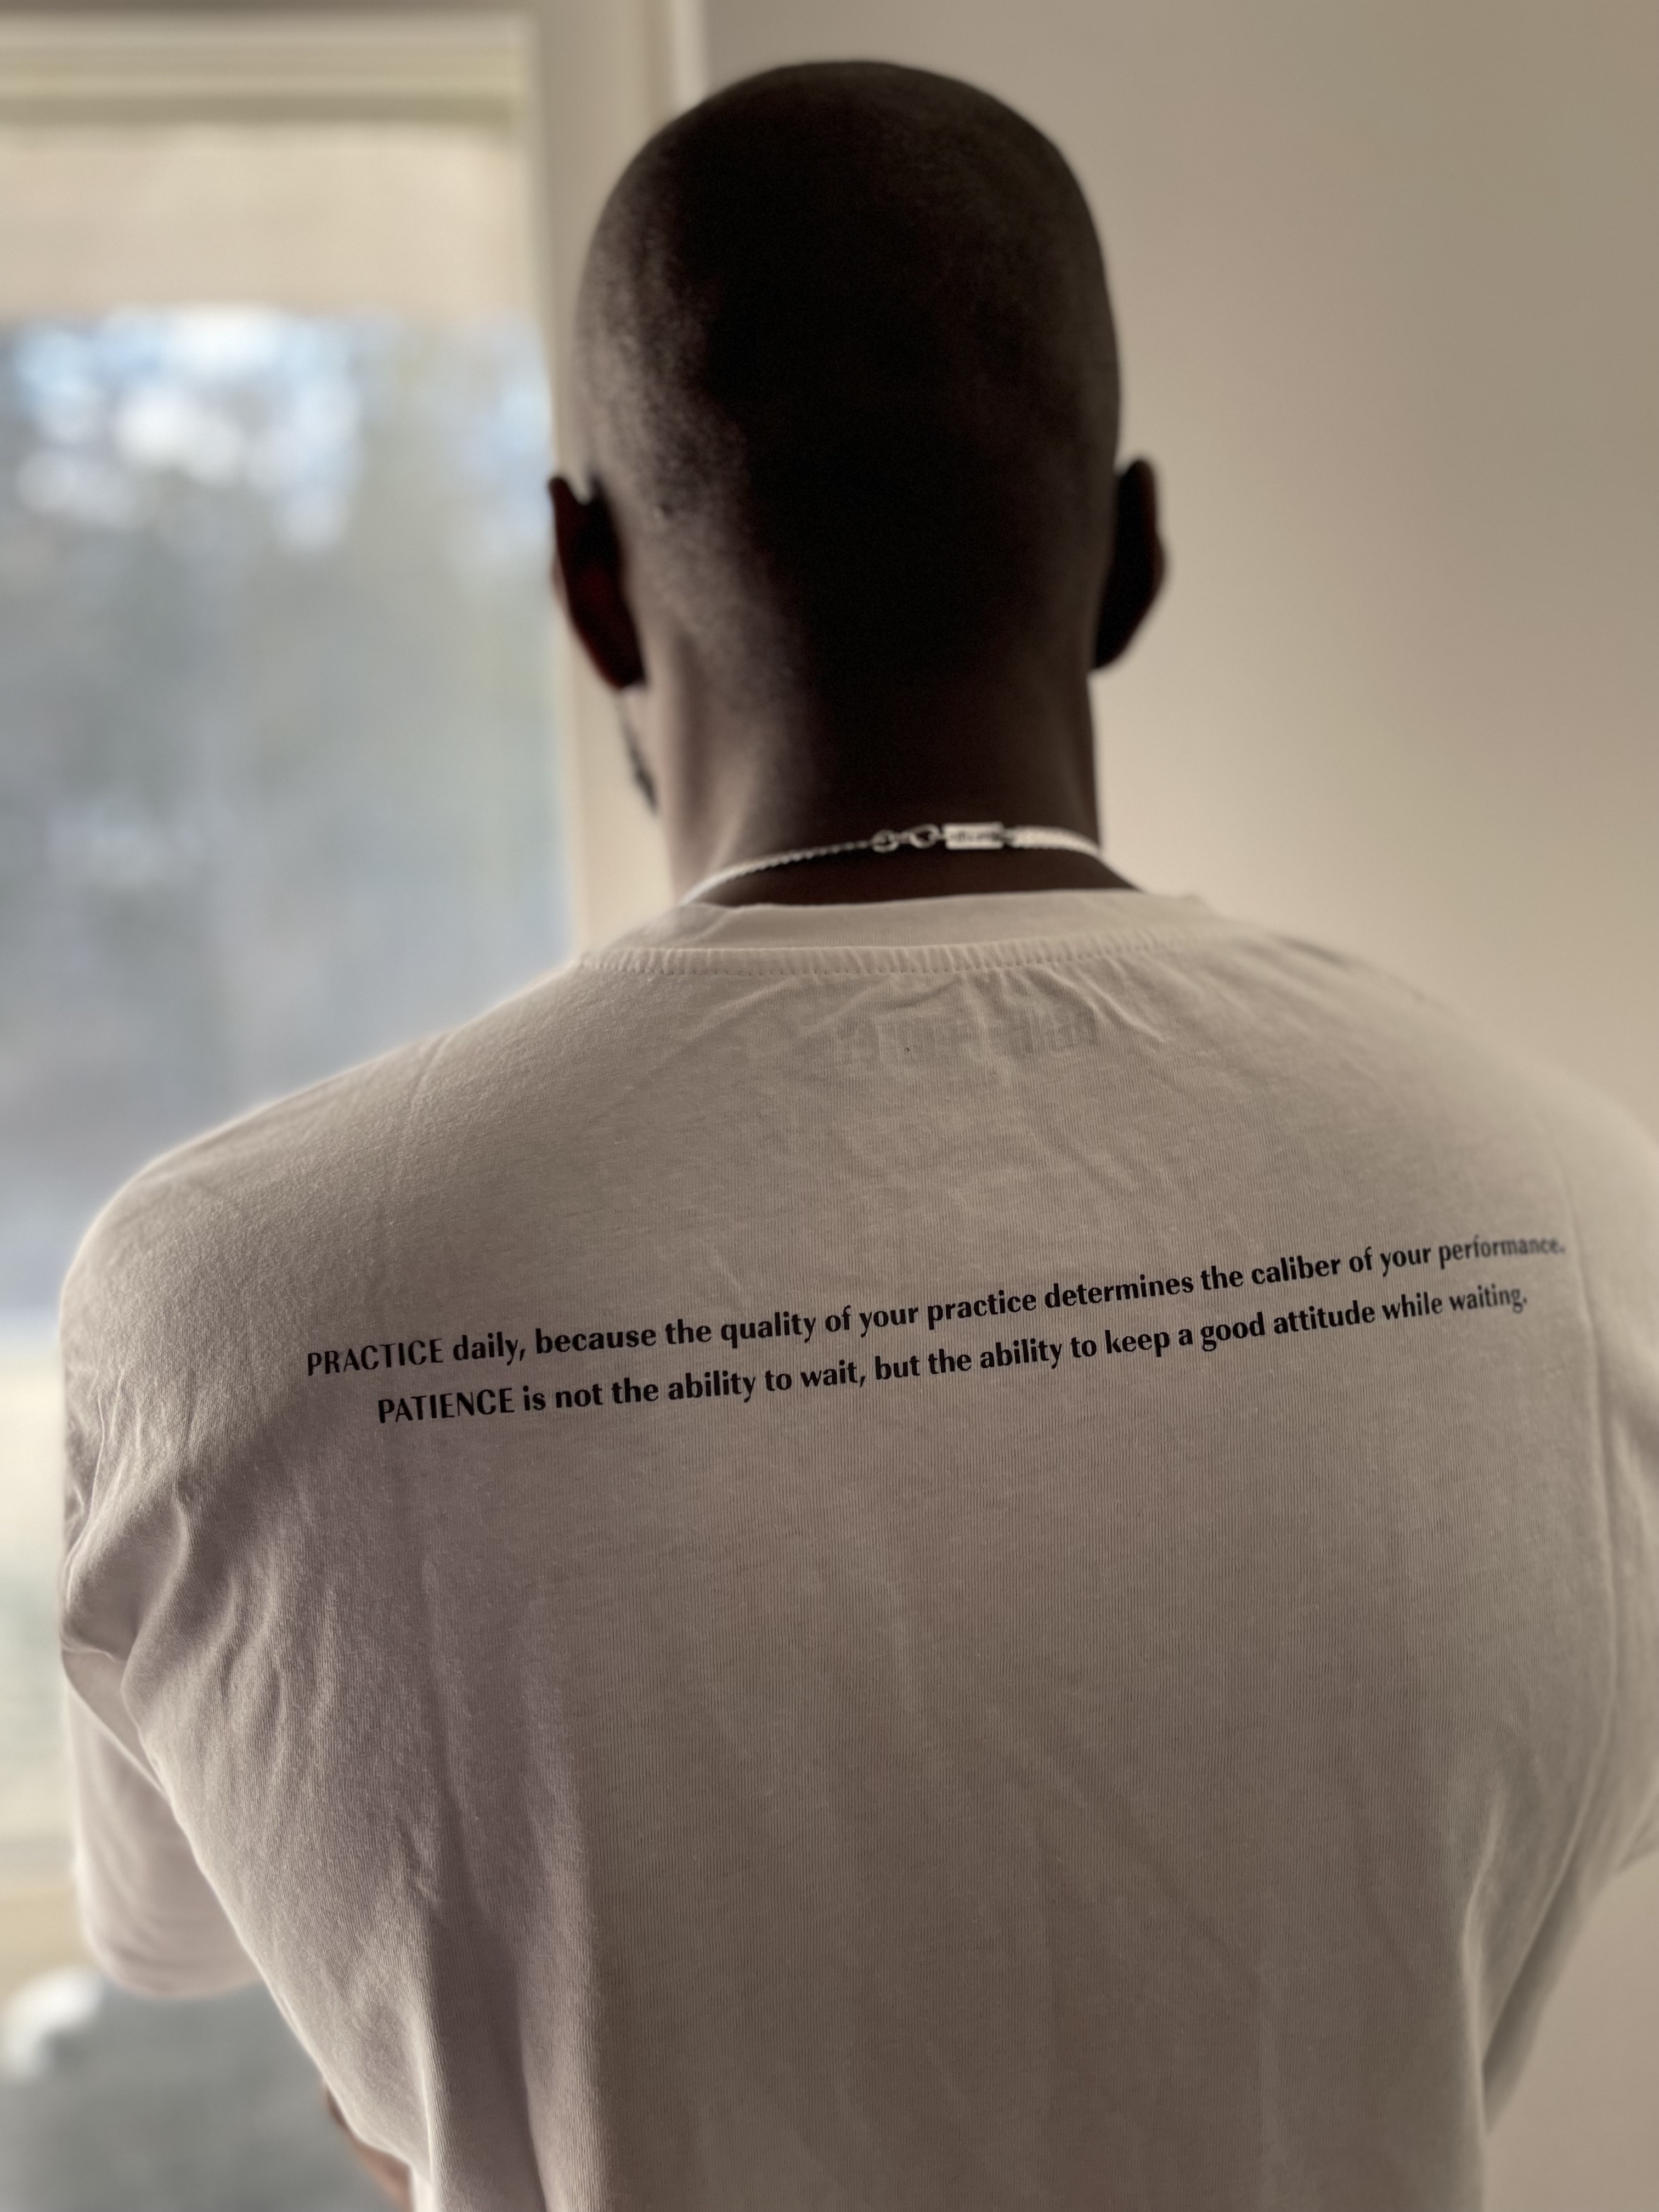 PRACTICE daily, because the quality of your practice determines the caliber of your performance.
PATIENCE is not the ability to wait, but the ability to keep a good attitude while waiting.